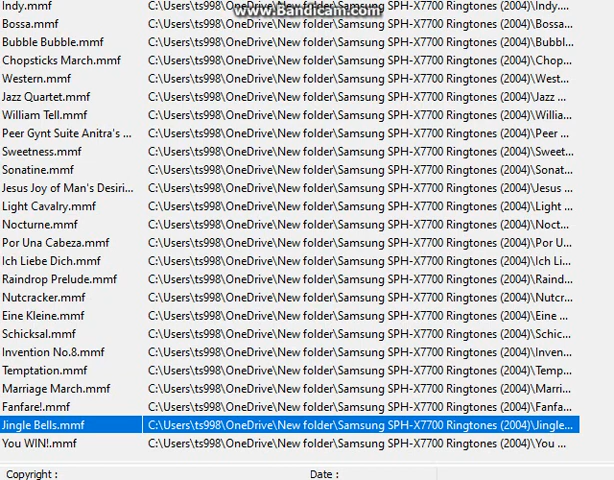 www.Bandicam.com
Indy.mmf C:\Users\ts998\OneDrive\New folder\Samsung SPH-X7700 Ringtones (2004)\Indy....
Bossa.mmf C:\Users\ts998\OneDrive\New folder\Samsung SPH-X7700 Ringtones (2004)\Bossa...
Bubble Bubble.mmf C:\Users\ts998\OneDrive\New folder\Samsung SPH-X7700 Ringtones (2004)\Bubbl...
Chopsticks March.mmf C:\Users\ts998\OneDrive\New folder\Samsung SPH-X7700 Ringtones (2004)\Chop...
Western.mmf C:\Users\ts998\OneDrive\New folder\Samsung SPH-X7700 Ringtones (2004)\West...
Jazz Quartet.mmf C:\Users\ts998\OneDrive\New folder\Samsung SPH-X7700 Ringtones (2004)\Jazz ...
William Tell.mmf C:\Users\ts998\OneDrive\New folder\Samsung SPH-X7700 Ringtones (2004)\Willia...
Peer Gynt Suite Anitra's ... C:\Users\ts998\OneDrive\New folder\Samsung SPH-X7700 Ringtones (2004)\Peer ...
Sweetness.mmf C:\Users\ts998\OneDrive\New folder\Samsung SPH-X7700 Ringtones (2004)\Sweet...
Sonatine.mmf C:\Users\ts998\OneDrive\New folder\Samsung SPH-X7700 Ringtones (2004)\Sonat...
Jesus Joy of Man's Desiri... C:\Users\ts998\OneDrive\New folder\Samsung SPH-X7700 Ringtones (2004)\Jesus ...
Light Cavalry.mmf C:\Users\ts998\OneDrive\New folder\Samsung SPH-X7700 Ringtones (2004)\Light ...
Nocturne.mmf C:\Users\ts998\OneDrive\New folder\Samsung SPH-X7700 Ringtones (2004)\Noct...
Por Una Cabeza.mmf C:\Users\ts998\OneDrive\New folder\Samsung SPH-X7700 Ringtones (2004)\Por U...
Ich Liebe Dich.mmf C:\Users\ts998\OneDrive\New folder\Samsung SPH-X7700 Ringtones (2004)\Ich Li...
Raindrop Prelude.mmf C:\Users\ts998\OneDrive\New folder\Samsung SPH-X7700 Ringtones (2004)\Raind...
Nutcracker.mmf C:\Users\ts998\OneDrive\New folder\Samsung SPH-X7700 Ringtones (2004)\Nutcr...
Eine Kleine.mmf C:\Users\ts998\OneDrive\New folder\Samsung SPH-X7700 Ringtones (2004)\Eine ...
Schicksal.mmf C:\Users\ts998\OneDrive\New folder\Samsung SPH-X7700 Ringtones (2004)\Schic...
Invention No.8.mmf C:\Users\ts998\OneDrive\New folder\Samsung SPH-X7700 Ringtones (2004)\Inven...
Temptation.mmf C:\Users\ts998\OneDrive\New folder\Samsung SPH-X7700 Ringtones (2004)\Temp...
Marriage March.mmf C:\Users\ts998\OneDrive\New folder\Samsung SPH-X7700 Ringtones (2004)\Marri...
Fanfare!.mmf C:\Users\ts998\OneDrive\New folder\Samsung SPH-X7700 Ringtones (2004)\Fanfa...
Jingle Bells.mmf C:\Users\ts998\OneDrive\New folder\Samsung SPH-X7700 Ringtones (2004)\Jingle...
You WIN!.mmf C:\Users\ts998\OneDrive\New folder\Samsung SPH-X7700 Ringtones (2004)\You ...
Copyright : Date :